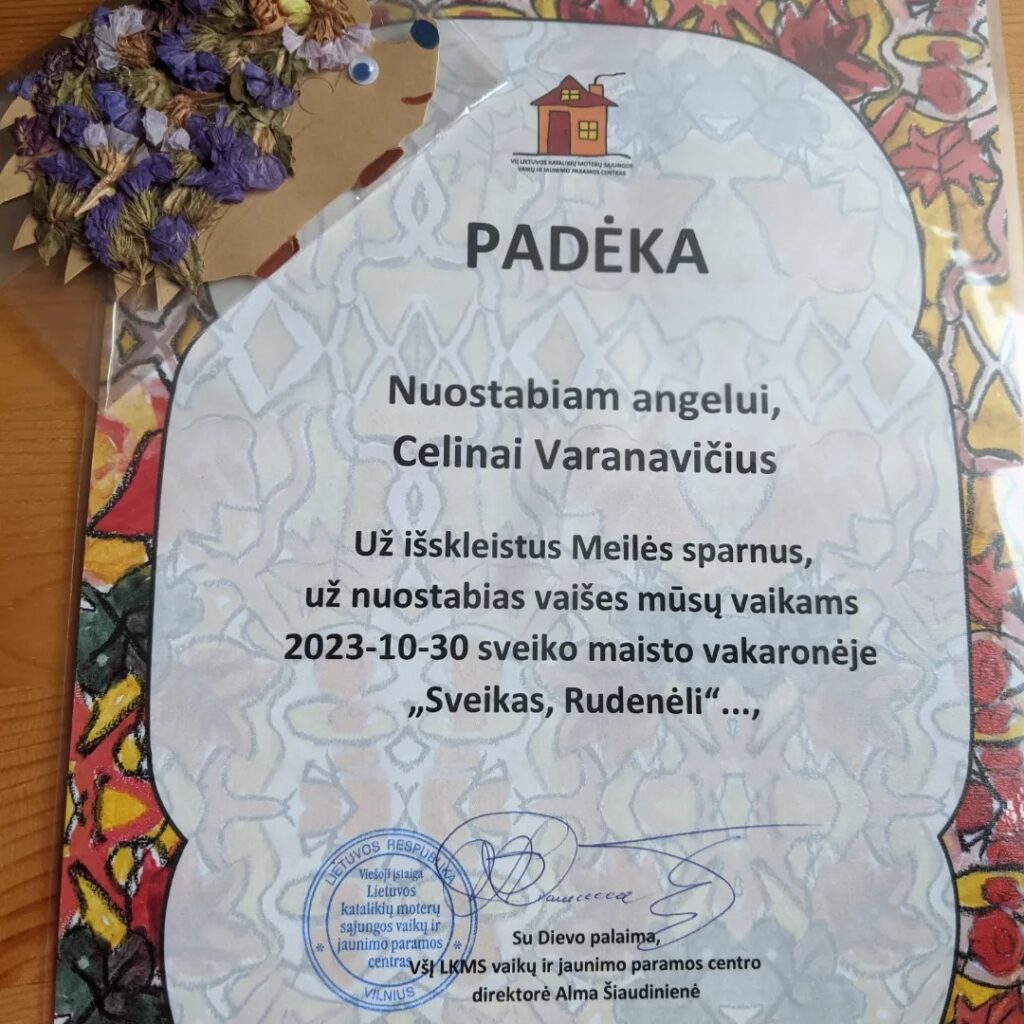 VŠĮ LIETUVOS KATALIKIŲ MOTERŲ SĄJUNGOS
VAIKŲ IR JAUNIMO PARAMOS CENTRAS
PADĖKA
Nuostabiam angelui,
Celinai Varanavičius
Už išskleistus Meilės sparnus,
už nuostabias vaišes mūsų vaikams
2023-10-30 sveiko maisto vakaronėje
„Sveikas, Rudenėli“...,
LIETUVOS RESPUBLIKA
Viešoji įstaiga
Lietuvos
katalikių moterų
sąjungos vaikų ir
jaunimo paramos
centras
VILNIUS
Su Dievo palaima,
VšĮ LKMS vaikų ir jaunimo paramos centro
direktorė Alma Šiaudinienė